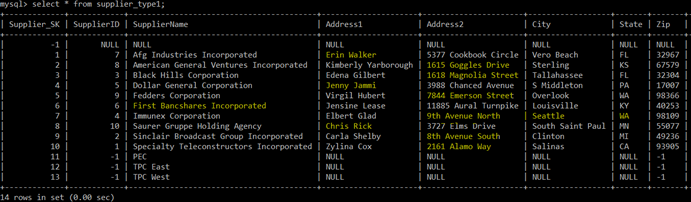 mysql> select * from supplier_type1;
+-------------+------------+------------------------------------+--------------------+-----------------------+------------------+-------+-------+
| Supplier_SK | SupplierID | SupplierName | Address1 | Address2 | City | State | Zip |
+-------------+------------+------------------------------------+--------------------+-----------------------+------------------+-------+-------+
| -1 | NULL | NULL | NULL | NULL | NULL | NULL | NULL |
| 1 | 7 | Afg Industries Incorporated | Erin Walker | 5377 Cookbook Circle | Vero Beach | FL | 32967 |
| 2 | 8 | American General Ventures Incorporated | Kimberly Yarborough | 1615 Goggles Drive | Sterling | KS | 67579 |
| 3 | 3 | Black Hills Corporation | Edena Gilbert | 1618 Magnolia Street | Tallahassee | FL | 32304 |
| 4 | 5 | Dollar General Corporation | Jenny Jammi | 3988 Chanced Avenue | S Middleton | PA | 17007 |
| 5 | 9 | Fedders Corporation | Virgil Hubert | 7844 Emerson Street | Overlook | WA | 98366 |
| 6 | 6 | First Bancshares Incorporated | Jensine Lease | 11885 Aural Turnpike | Louisville | KY | 40253 |
| 7 | 4 | Immunex Corporation | Elbert Glad | 9th Avenue North | Seattle | WA | 98109 |
| 8 | 10 | Saurer Gruppe Holding Agency | Chris Rick | 3727 Elms Drive | South Saint Paul | MN | 55077 |
| 9 | 2 | Sinclair Broadcast Group Incorporated | Carla Shelby | 8th Avenue South | Clinton | MI | 49236 |
| 10 | 1 | Specialty Teleconstructors Incorporated | Zylina Cox | 2161 Alamo Way | Salinas | CA | 93905 |
| 11 | -1 | PEC | NULL | NULL | NULL | NULL | -1 |
| 12 | -1 | TPC East | NULL | NULL | NULL | NULL | -1 |
| 13 | -1 | TPC West | NULL | NULL | NULL | NULL | -1 |
+-------------+------------+------------------------------------+--------------------+-----------------------+------------------+-------+-------+
14 rows in set (0.00 sec)